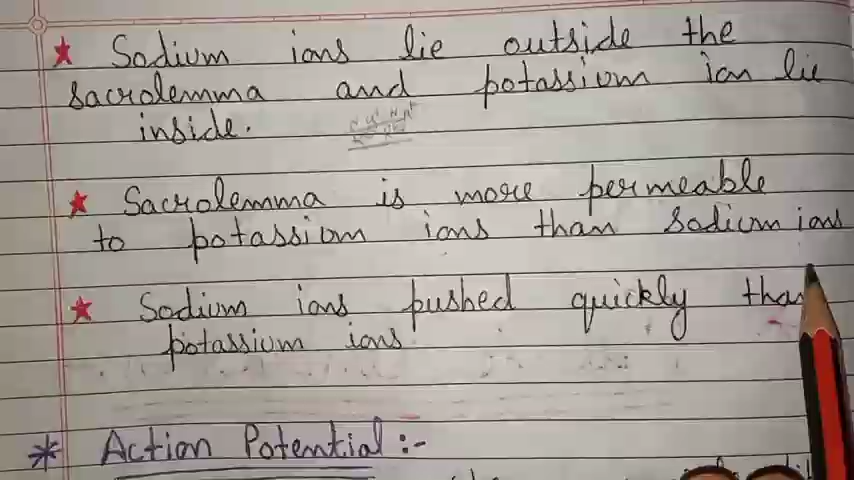 Sodium ions lie outside the
sacrolemma and potassium ion lie
inside.
Sacrolemma is more permeable
to potassium ions than sodium ions
Sodium ions pushed quickly than
potassium ions
* Action Potential :-